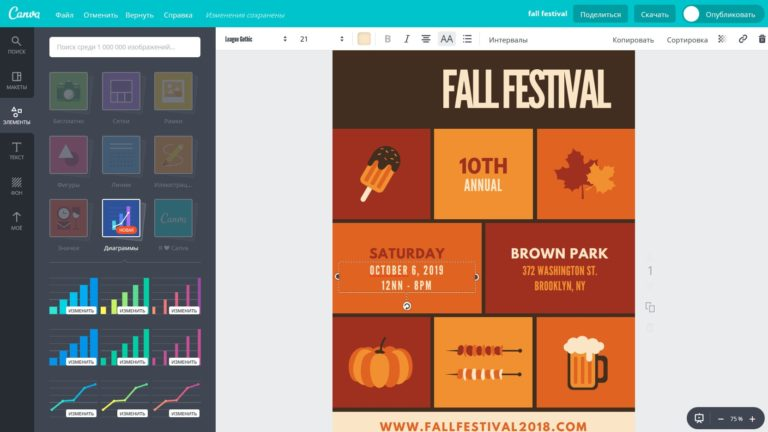 Canva
Файл
Отменить
Вернуть
Справка
Изменения сохранены
fall festival
Поделиться
Скачать
Опубликовать
ПОИСК
МАКЕТЫ
ЭЛЕМЕНТЫ
ТЕКСТ
ФОН
МОЁ
Поиск среди 1 000 000 изображений...
Бесплатно
Сетки
Рамки
Фигуры
Линии
Иллюстрац...
Значки
НОВАЯ
Диаграммы
Canva
Я ♥ Canva
ИЗМЕНИТЬ
ИЗМЕНИТЬ
ИЗМЕНИТЬ
ИЗМЕНИТЬ
ИЗМЕНИТЬ
ИЗМЕНИТЬ
ИЗМЕНИТЬ
ИЗМЕНИТЬ
ИЗМЕНИТЬ
League Gothic
21
B
I
AA
Интервалы
Копировать
Сортировка
FALL FESTIVAL
10TH
ANNUAL
SATURDAY
OCTOBER 6, 2019
12NN - 8PM
BROWN PARK
372 WASHINGTON ST.
BROOKLYN, NY
WWW.FALLFESTIVAL2018.COM
1
75 %